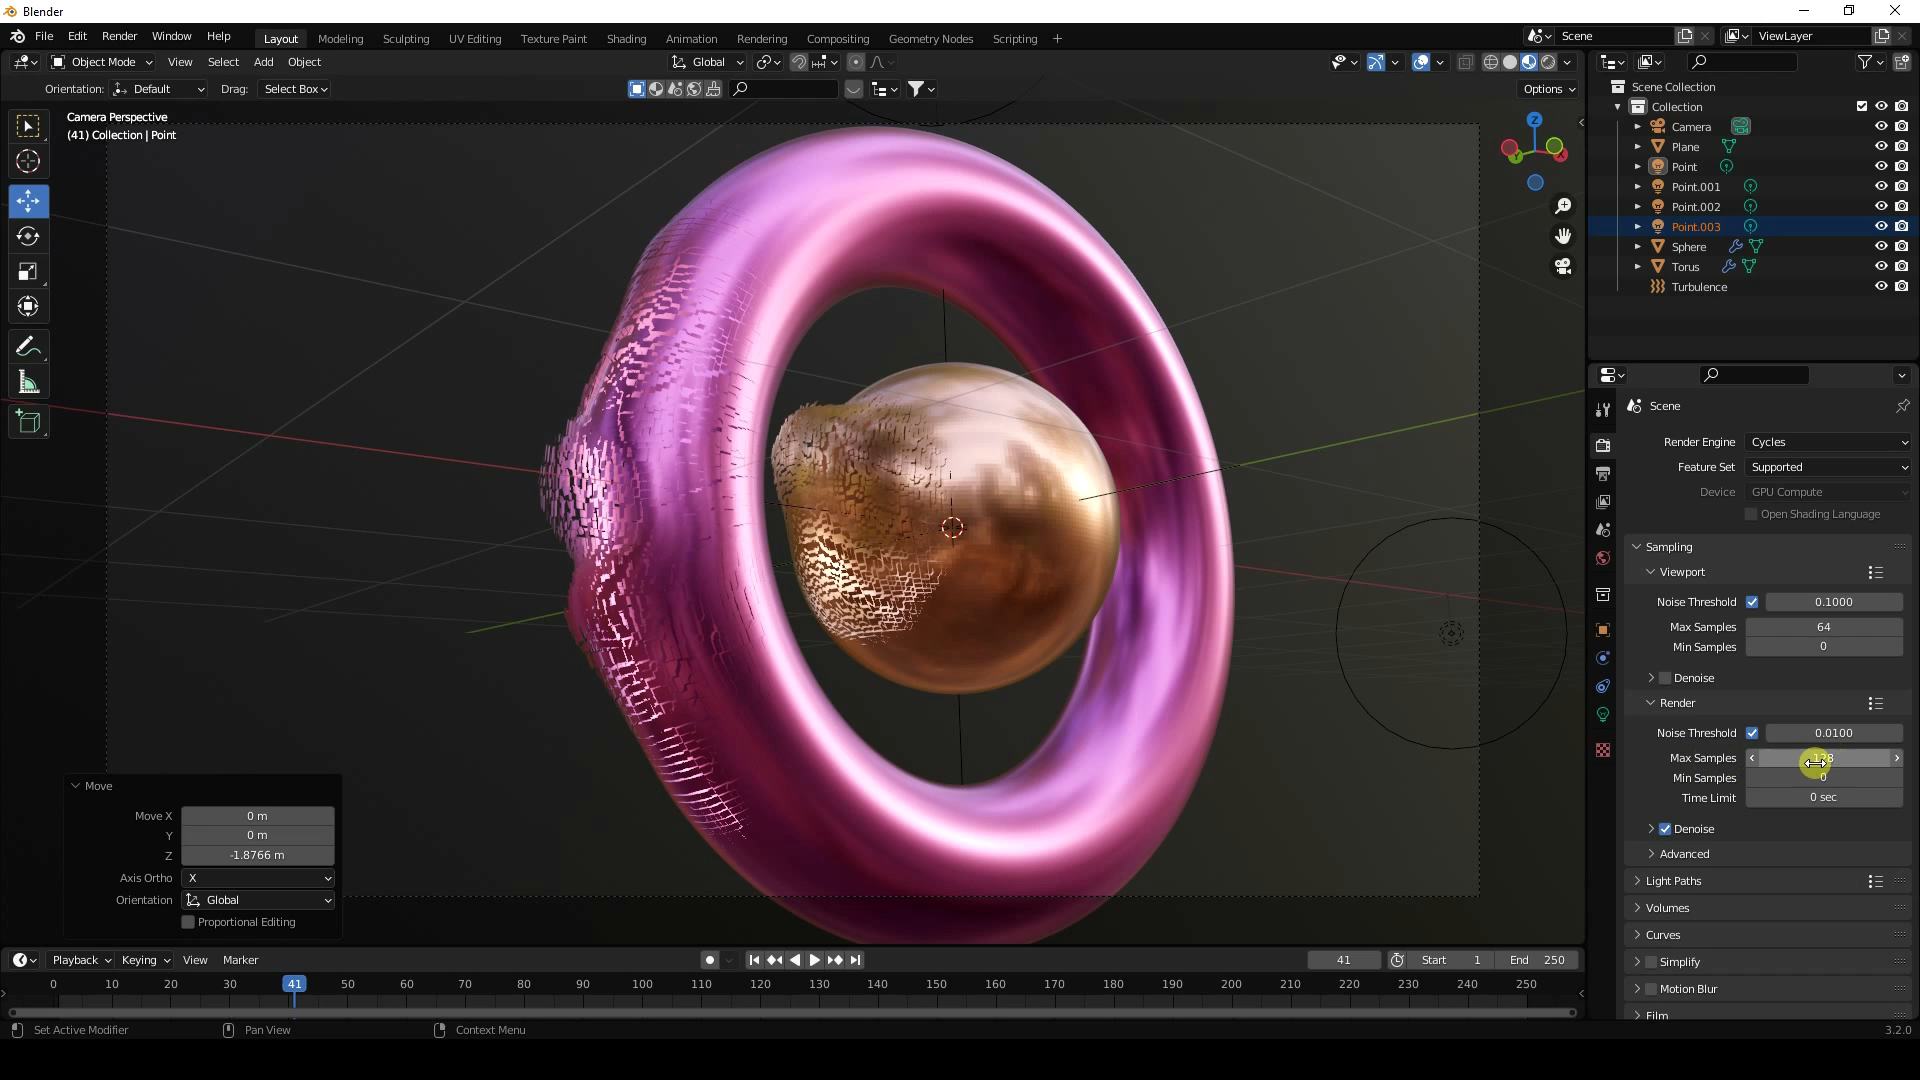 Blender
File Edit Render Window Help
Layout Modeling Sculpting UV Editing Texture Paint Shading Animation Rendering Compositing Geometry Nodes Scripting +
Scene
ViewLayer
Object Mode View Select Add Object
Global
Orientation: Default Drag: Select Box
Options
Camera Perspective
(41) Collection | Point
Z
Y
X
Scene Collection
Collection
Camera
Plane
Point
Point.001
Point.002
Point.003
Sphere
Torus
Turbulence
Scene
Render Engine Cycles
Feature Set Supported
Device GPU Compute
Open Shading Language
Sampling
Viewport
Noise Threshold 0.1000
Max Samples 64
Min Samples 0
Denoise
Render
Noise Threshold 0.0100
Max Samples 128
Min Samples 0
Time Limit 0 sec
Denoise
Advanced
Light Paths
Volumes
Curves
Simplify
Motion Blur
Film
Move
Move X 0 m
Y 0 m
Z -1.8766 m
Axis Ortho X
Orientation Global
Proportional Editing
Playback Keying View Marker
41 Start 1 End 250
0 10 20 30 41 50 60 70 80 90 100 110 120 130 140 150 160 170 180 190 200 210 220 230 240 250
Set Active Modifier Pan View Context Menu
3.2.0